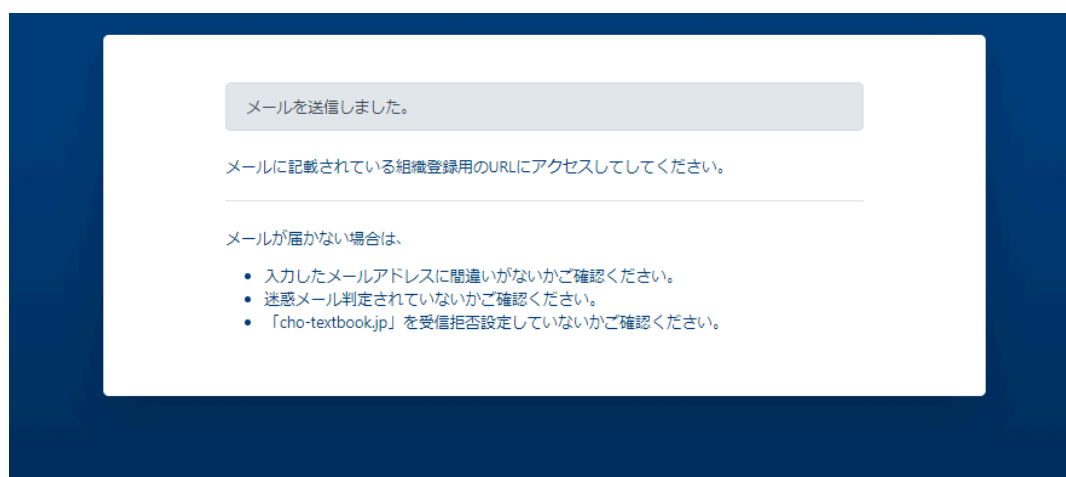 メールを送信しました。
メールに記載されている組織登録用のURLにアクセスしてしてください。
メールが届かない場合は、
• 入力したメールアドレスに間違いがないかご確認ください。
• 迷惑メール判定されていないかご確認ください。
• 「cho-textbook.jp」を受信拒否設定していないかご確認ください。